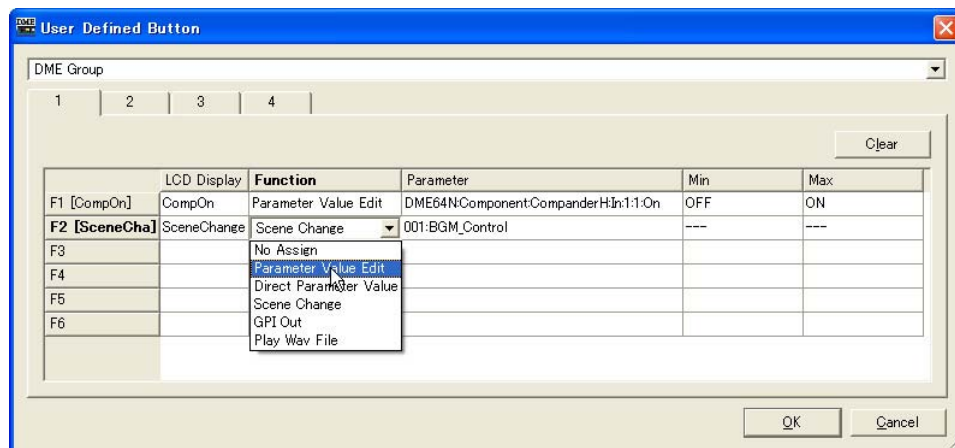 DME User Defined Button
DME Group
1 2 3 4
Clear
LCD Display Function Parameter Min Max
F1 [CompOn] CompOn Parameter Value Edit DME64N:Component:CompanderH:In:1:1:On OFF ON
F2 [SceneCha] SceneChange Scene Change 001:BGM_Control --- ---
F3 No Assign
Parameter Value Edit
F4 Direct Parameter Value
F5 Scene Change
F6 GPI Out
Play Wav File
OK Cancel